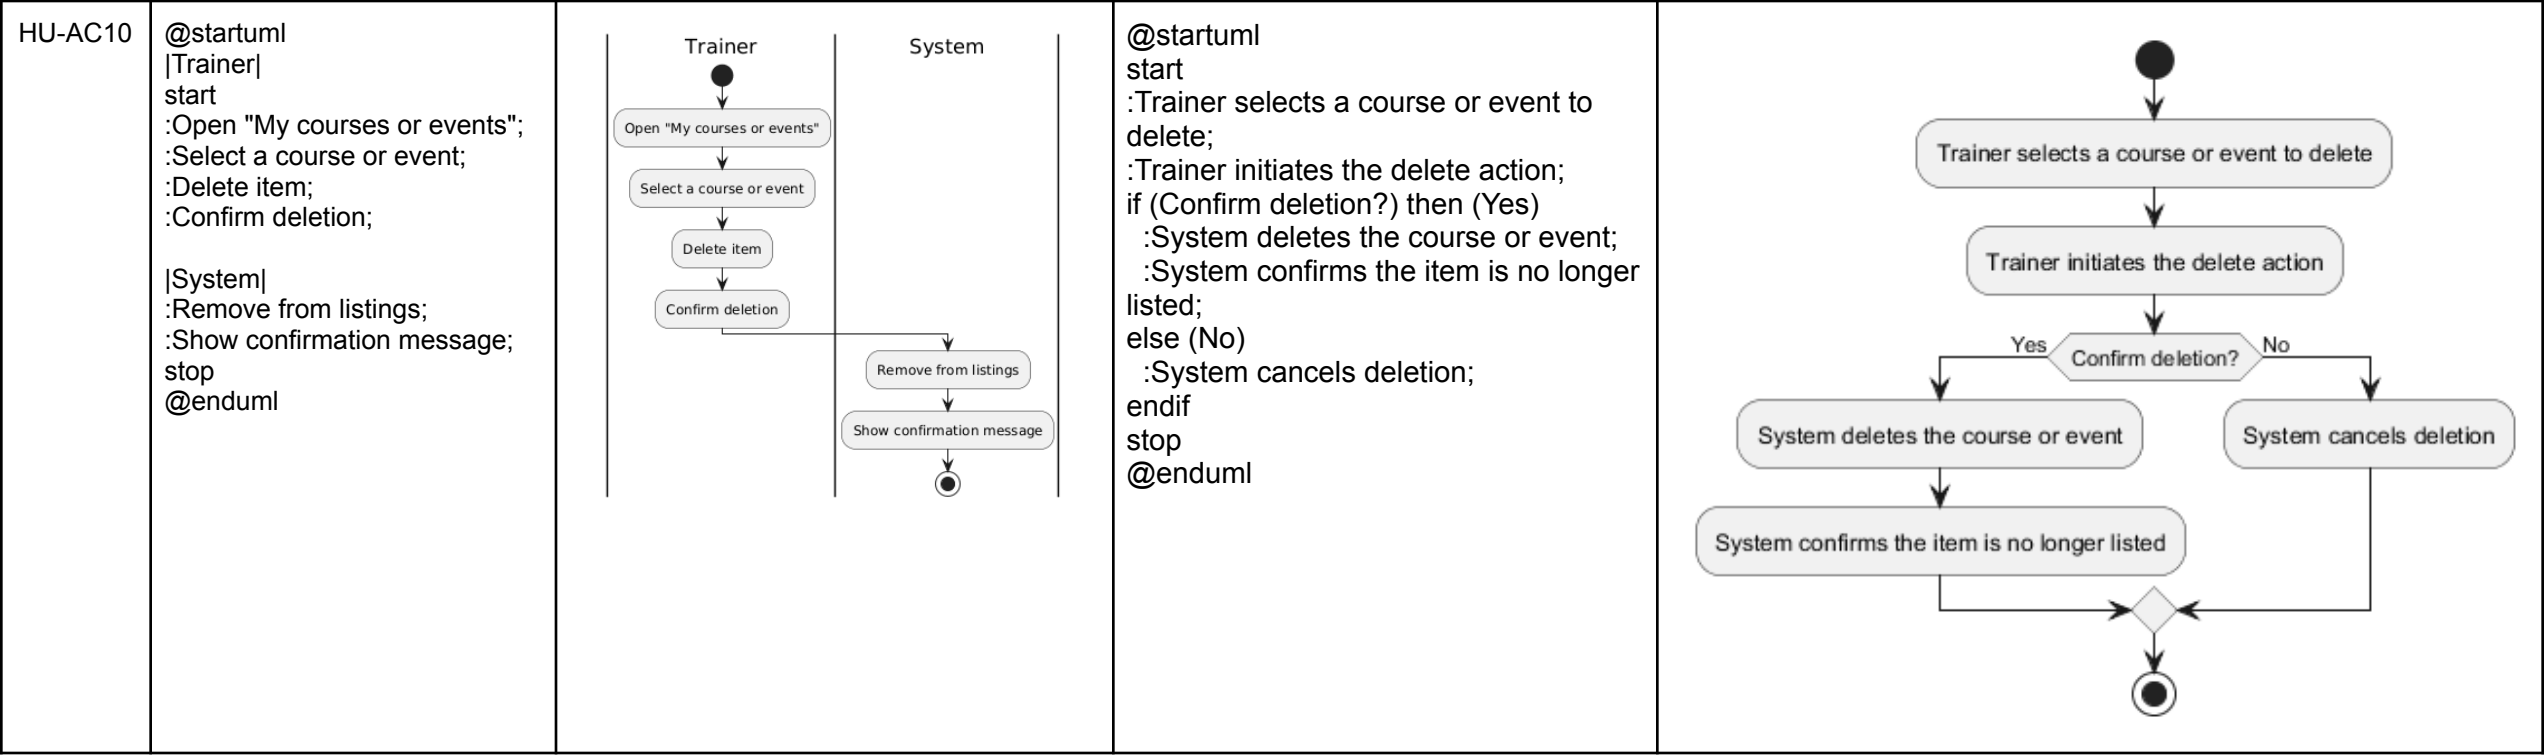 HU-AC10
@startuml
|Trainer|
start
:Open "My courses or events";
:Select a course or event;
:Delete item;
:Confirm deletion;
|System|
:Remove from listings;
:Show confirmation message;
stop
@enduml
Trainer
System
Open "My courses or events"
Select a course or event
Delete item
Confirm deletion
Remove from listings
Show confirmation message
@startuml
start
:Trainer selects a course or event to
delete;
:Trainer initiates the delete action;
if (Confirm deletion?) then (Yes)
:System deletes the course or event;
:System confirms the item is no longer
listed;
else (No)
:System cancels deletion;
endif
stop
@enduml
Trainer selects a course or event to delete
Trainer initiates the delete action
Yes
Confirm deletion?
No
System deletes the course or event
System cancels deletion
System confirms the item is no longer listed